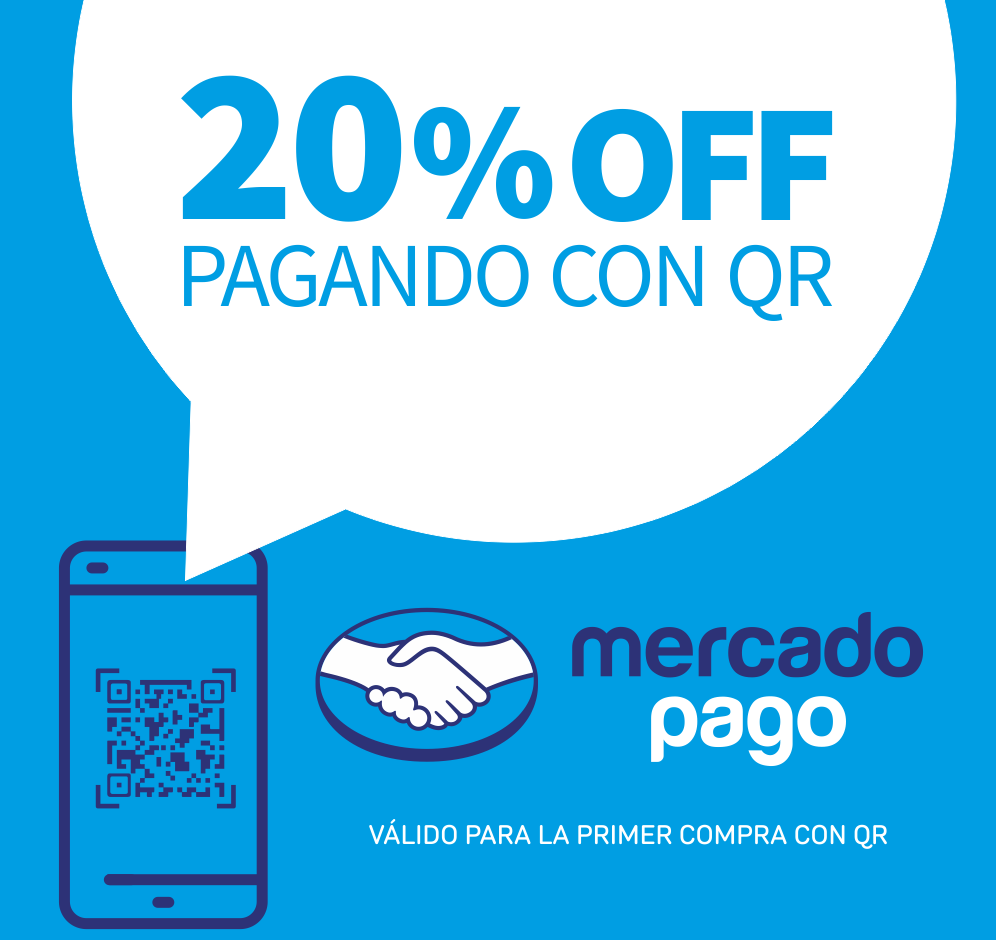 20% OFF
PAGANDO CON QR
mercado
pago
VÁLIDO PARA LA PRIMER COMPRA CON QR